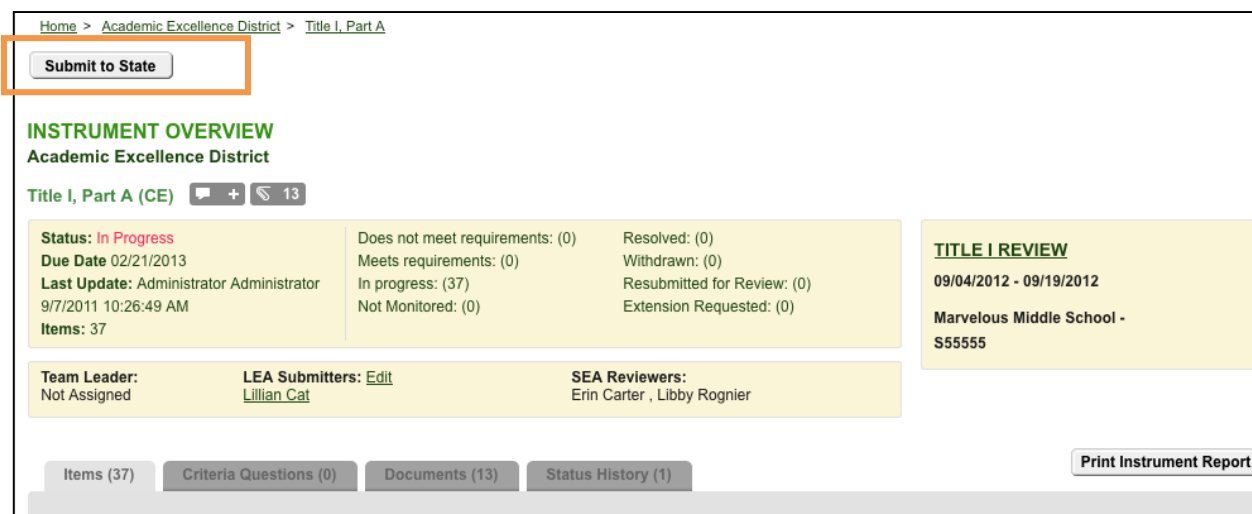 Home > Academic Excellence District > Title I, Part A
Submit to State
INSTRUMENT OVERVIEW
Academic Excellence District
Title I, Part A (CE) + 13
Status: In Progress
Due Date 02/21/2013
Last Update: Administrator Administrator
9/7/2011 10:26:49 AM
Items: 37
Does not meet requirements: (0)
Meets requirements: (0)
In progress: (37)
Not Monitored: (0)
Resolved: (0)
Withdrawn: (0)
Resubmitted for Review: (0)
Extension Requested: (0)
TITLE I REVIEW
09/04/2012 - 09/19/2012
Marvelous Middle School -
S55555
Team Leader:
Not Assigned
LEA Submitters: Edit
Lillian Cat
SEA Reviewers:
Erin Carter , Libby Rognier
Items (37)
Criteria Questions (0)
Documents (13)
Status History (1)
Print Instrument Report